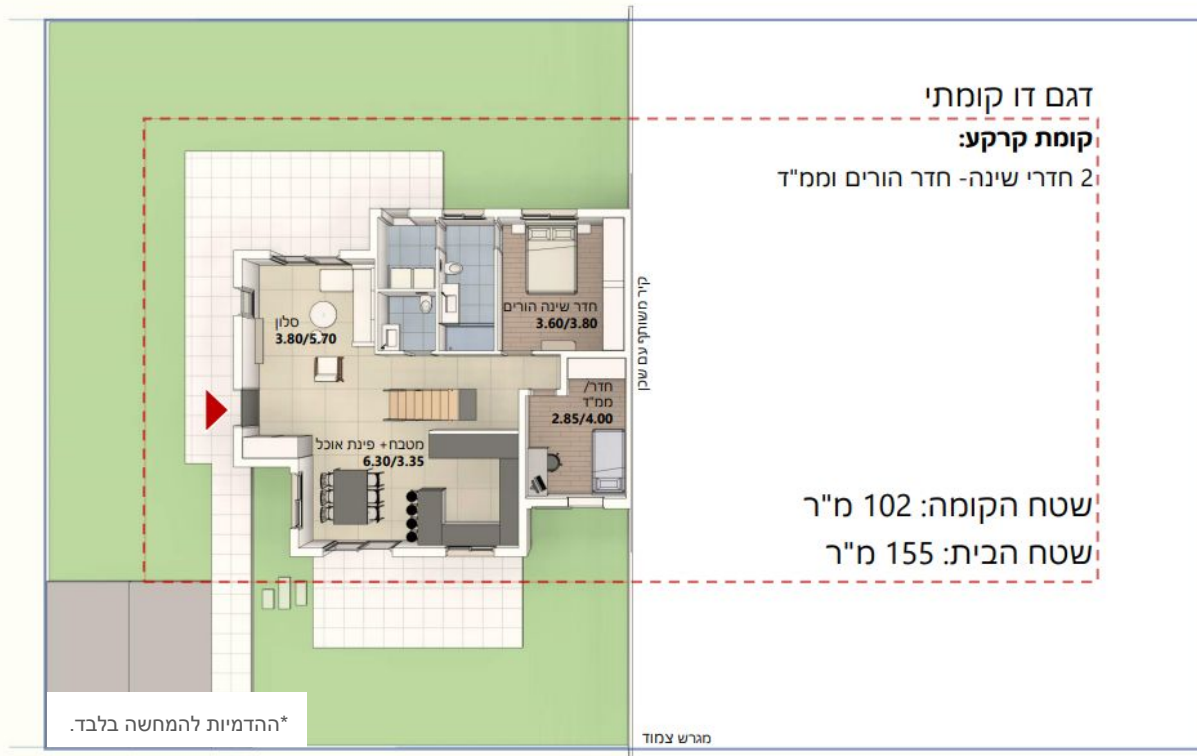 דגם דו קומתי
קומת קרקע:
2 חדרי שינה- חדר הורים וממ"ד
חדר שינה הורים
3.60/3.80
סלון
3.80/5.70
קיר משותף עם שכן
חדר/
ממ"ד
2.85/4.00
מטבח+ פינת אוכל
6.30/3.35
שטח הקומה: 102 מ"ר
שטח הבית: 155 מ"ר
*ההדמיות להמחשה בלבד.
מגרש צמוד